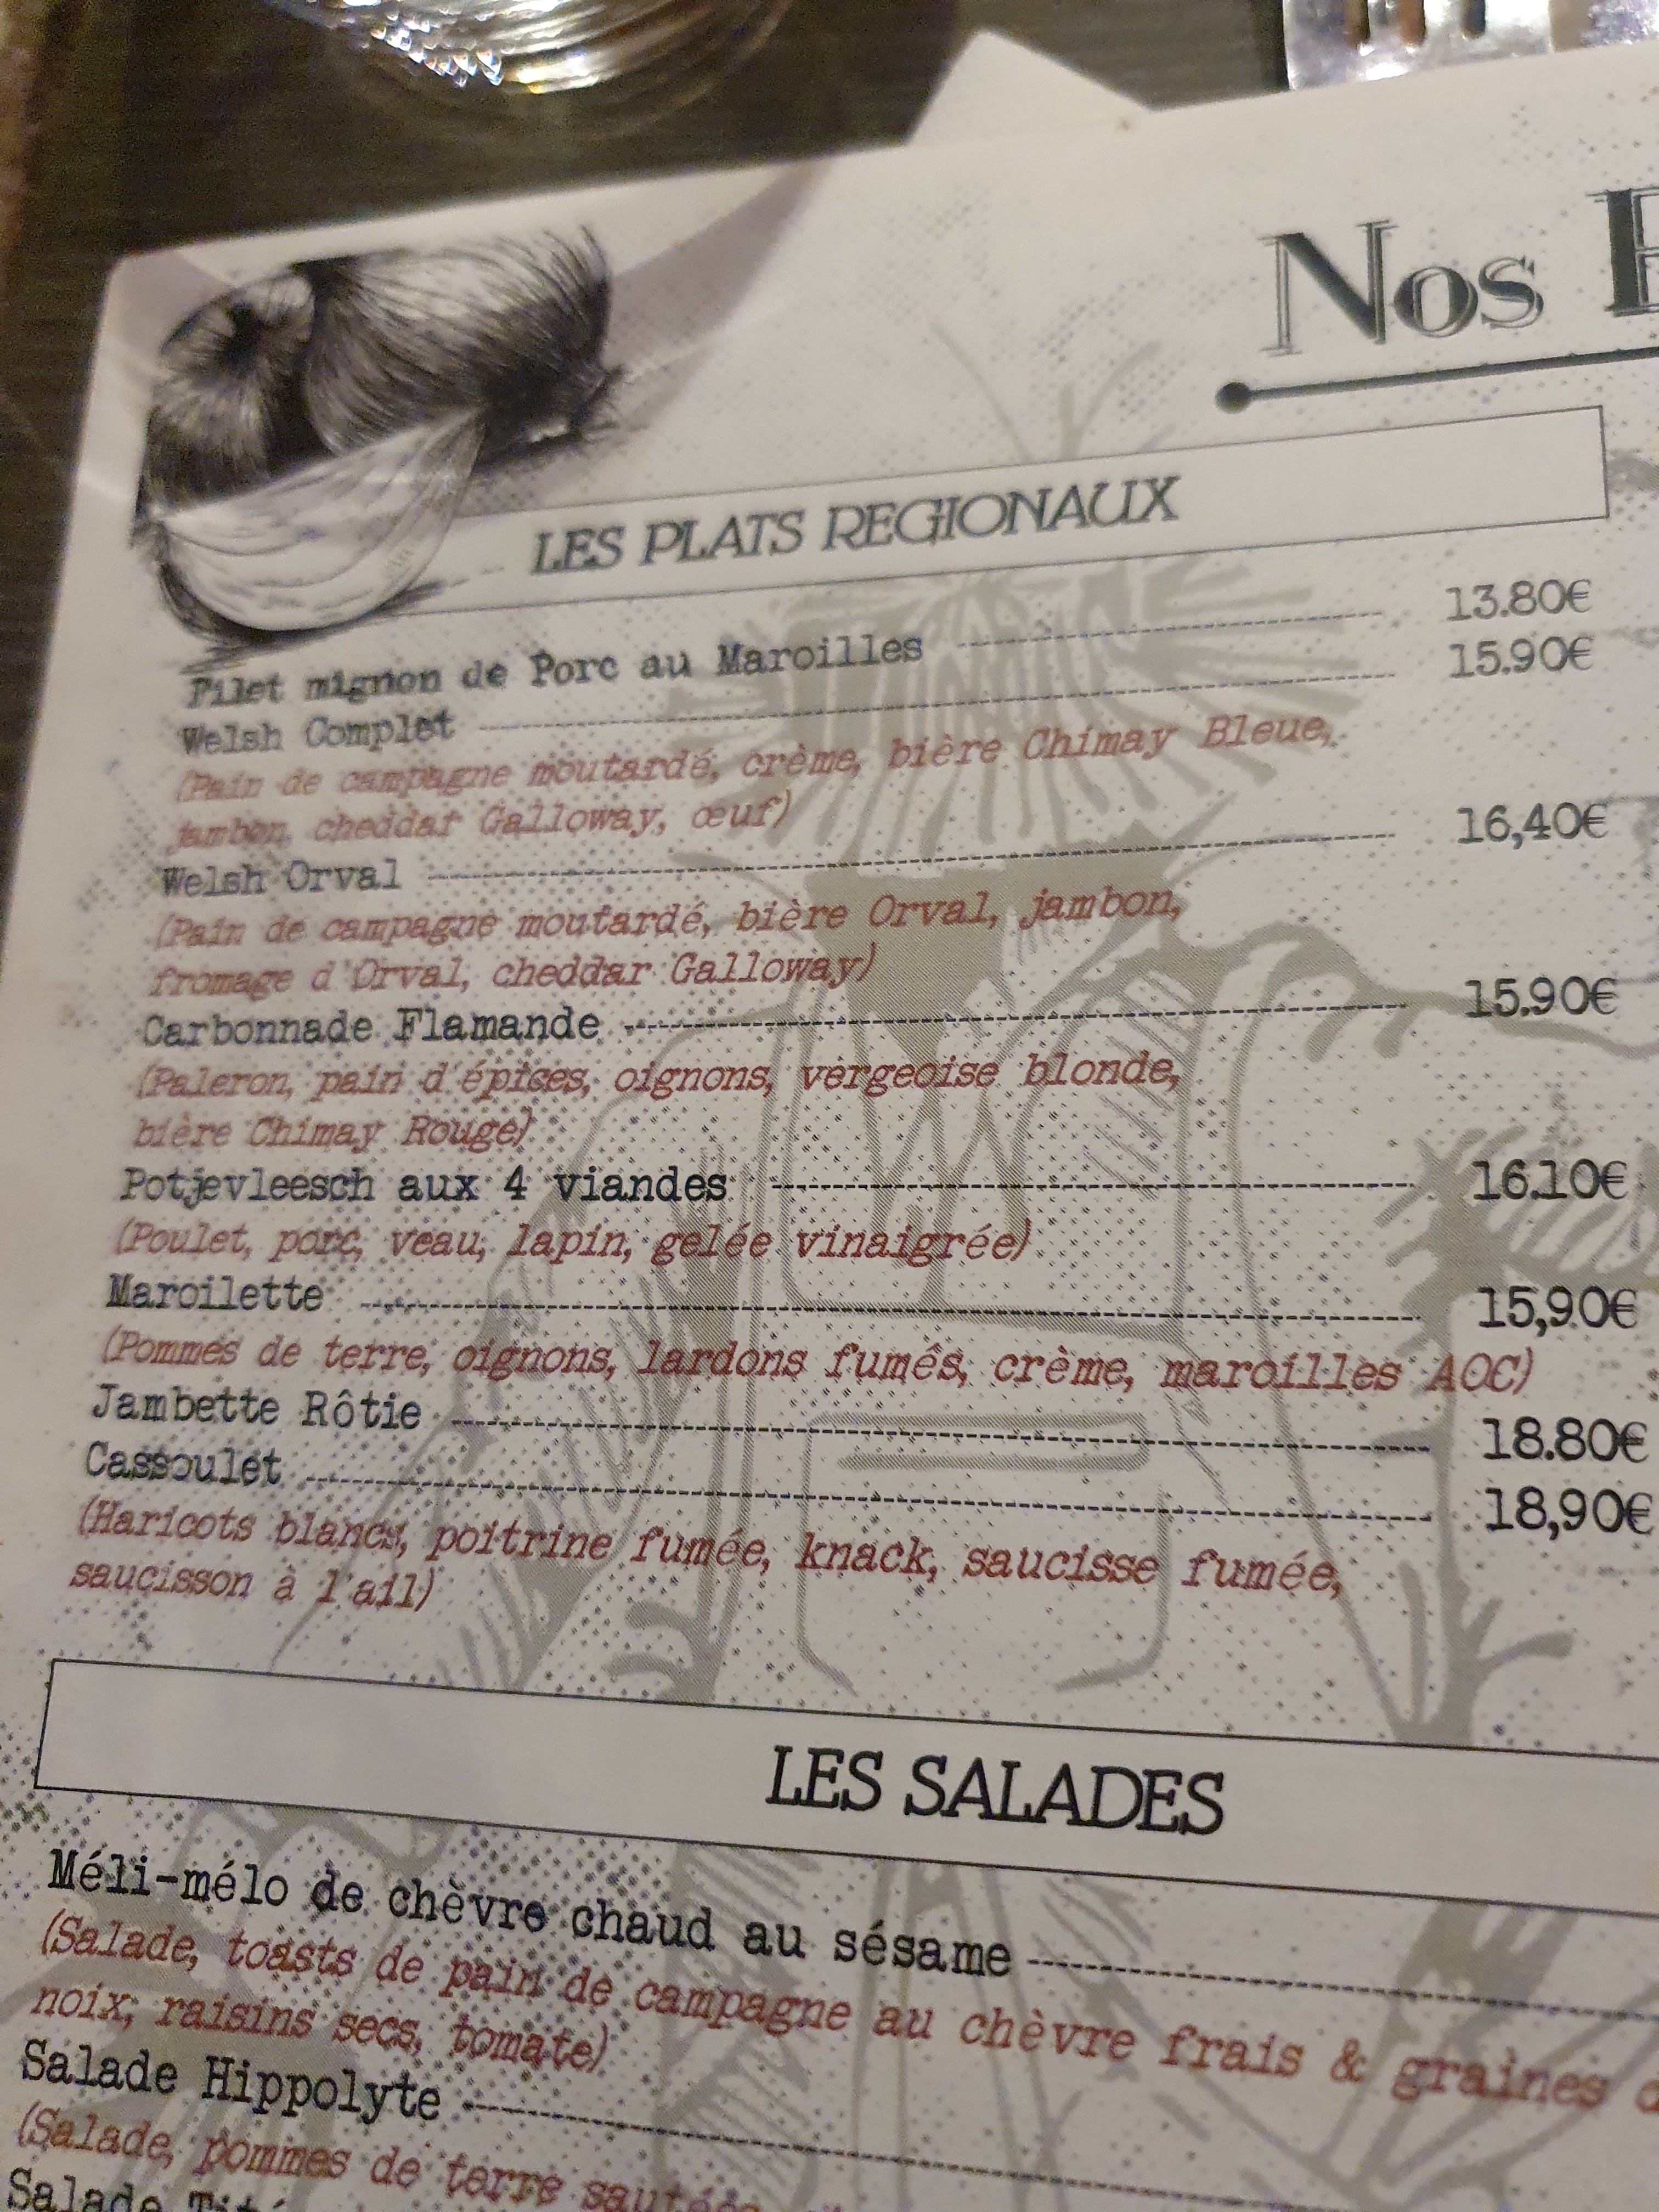 Nos
LES PLATS REGIONAUX
Filet mignon de Porc au Maroilles 13.80€
Welsh Complet 15.90€
(Pain de campagne moutardé, crème, bière Chimay Bleue,
jambon, cheddar Galloway, œuf)
Welsh Orval 16,40€
(Pain de campagne moutardé, bière Orval, jambon,
fromage d'Orval, cheddar Galloway)
Carbonnade Flamande 15.90€
(Paleron, pain d'épices, oignons, vergeoise blonde,
bière Chimay Rouge)
Potjevleesch aux 4 viandes 16.10€
(Poulet, porc, veau, lapin, gelée vinaigrée)
Maroilette 15,90€
(Pommes de terre, oignons, lardons fumés, crème, maroilles AOC)
Jambette Rôtie 18.80€
Cassoulet 18,90€
(Haricots blancs, poitrine fumée, knack, saucisse fumée,
saucisson à l'ail)
LES SALADES
Méli-mélo de chèvre chaud au sésame
(Salade, toasts de pain de campagne au chèvre frais & graines
noix, raisins secs, tomate)
Salade Hippolyte
(Salade, pommes de terre sautées
Salade